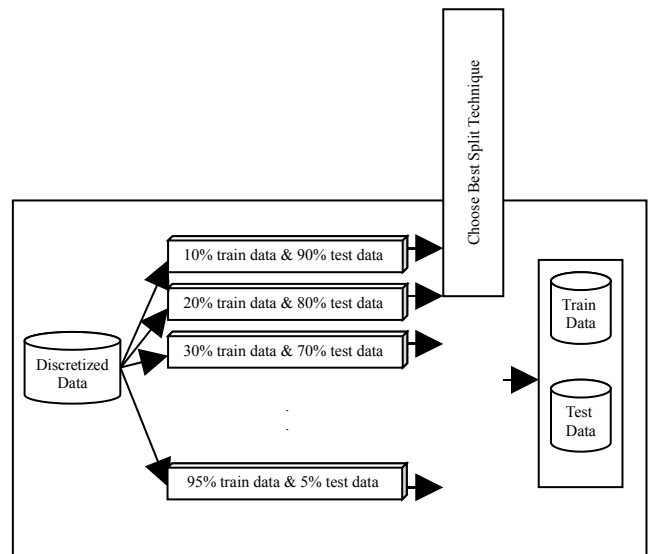 Choose Best Split Technique
10% train data & 90% test data
20% train data & 80% test data
30% train data & 70% test data
.
.
95% train data & 5% test data
Discretized
Data
Train
Data
Test
Data